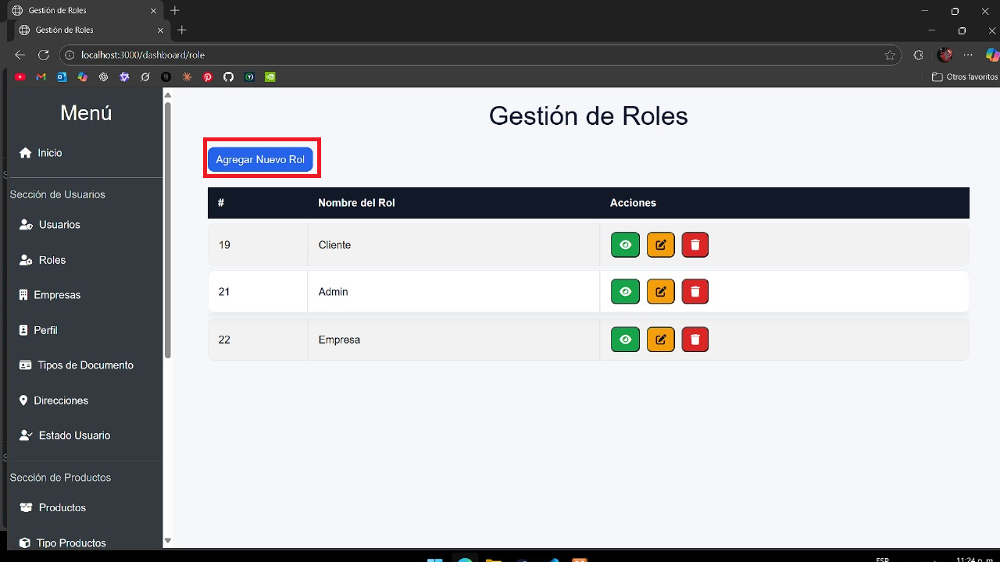 Gestión de Roles
Gestión de Roles
localhost:3000/dashboard/role
Otros favoritos
Menú
Inicio
Sección de Usuarios
Usuarios
Roles
Empresas
Perfil
Tipos de Documento
Direcciones
Estado Usuario
Sección de Productos
Productos
Tipo Productos
Gestión de Roles
Agregar Nuevo Rol
# Nombre del Rol Acciones
19 Cliente
21 Admin
22 Empresa
ESP 11:24 p. m.